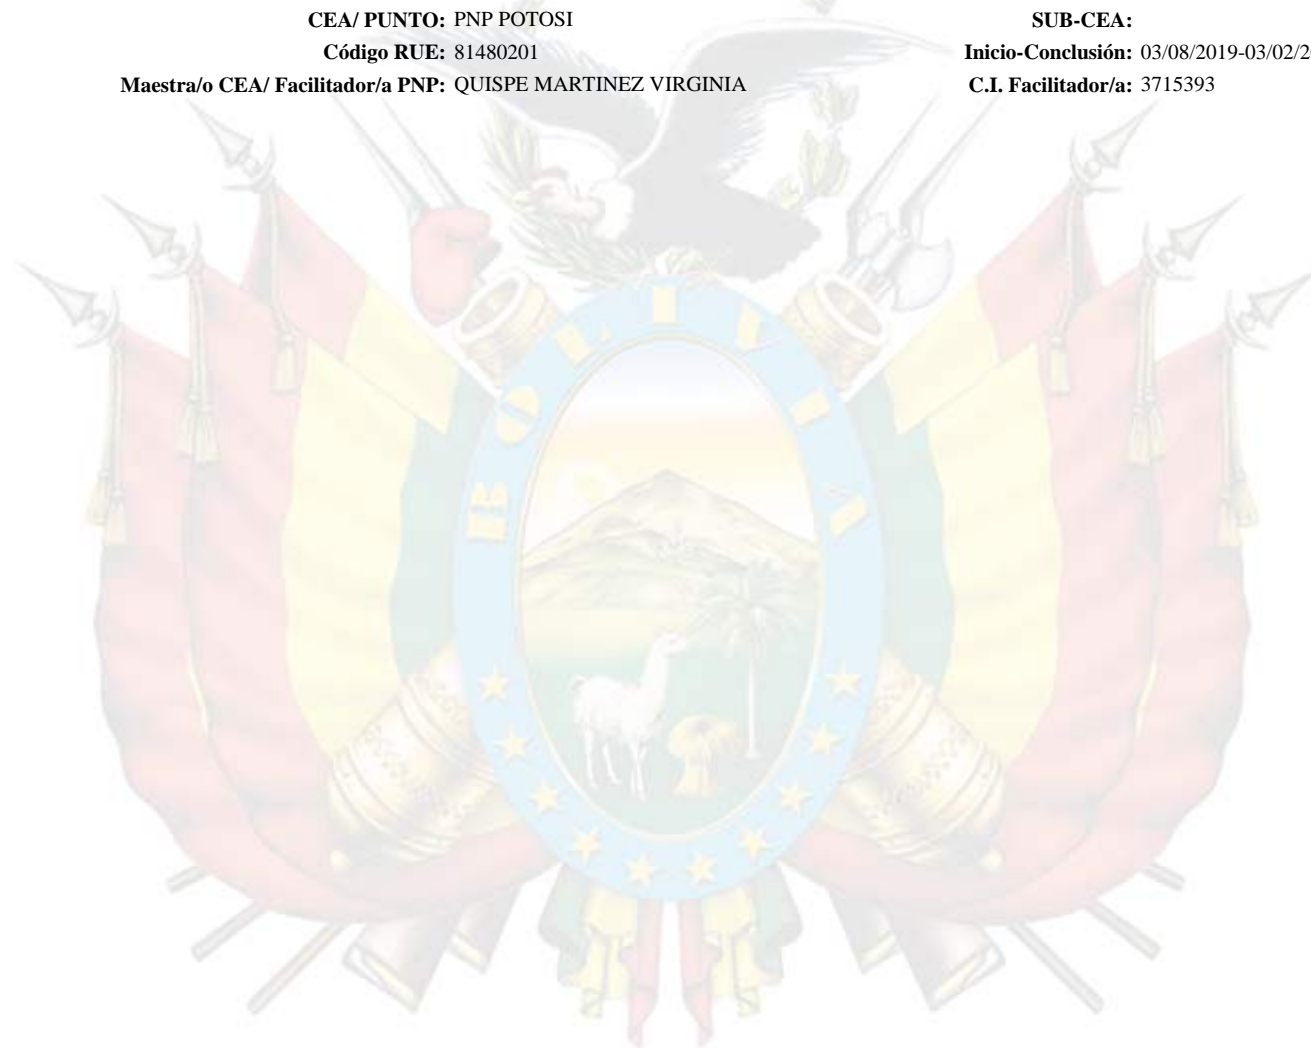 CEA/ PUNTO: PNP POTOSI SUB-CEA:
Código RUE: 81480201 Inicio-Conclusión: 03/08/2019-03/02/2
Maestra/o CEA/ Facilitador/a PNP: QUISPE MARTINEZ VIRGINIA C.I. Facilitador/a: 3715393
BOLIVIA